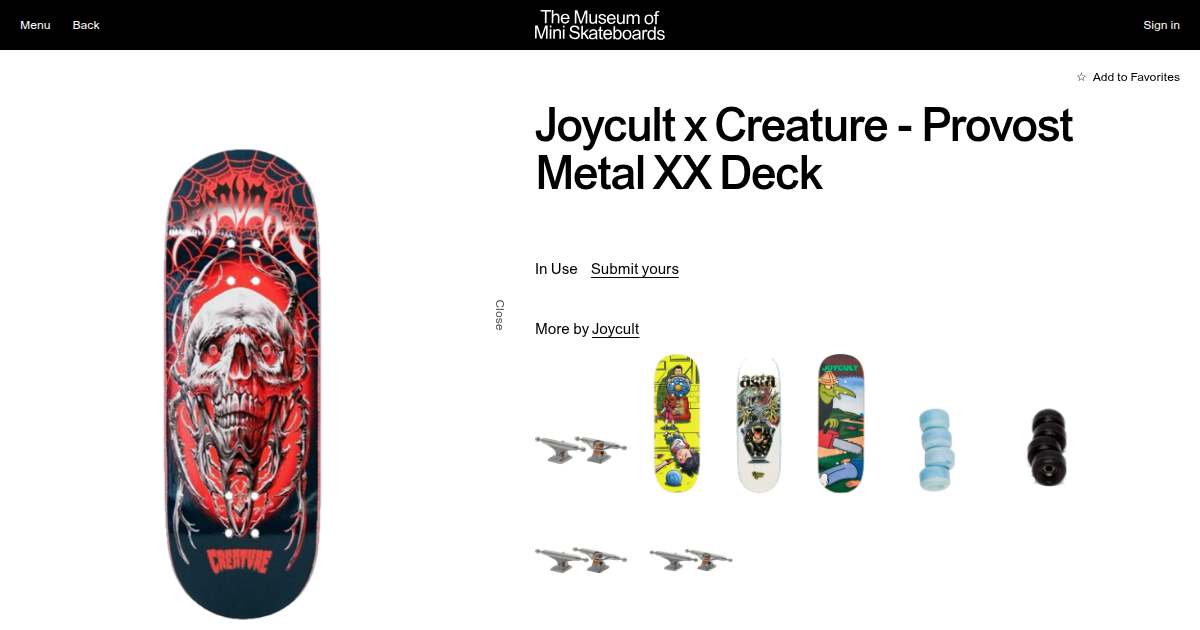 Menu
Back
The Museum of
Mini Skateboards
Sign in
☆ Add to Favorites
Joycult x Creature - Provost
Metal XX Deck
In Use
Submit yours
Close
More by Joycult
CREATURE
asta
JOYCULT